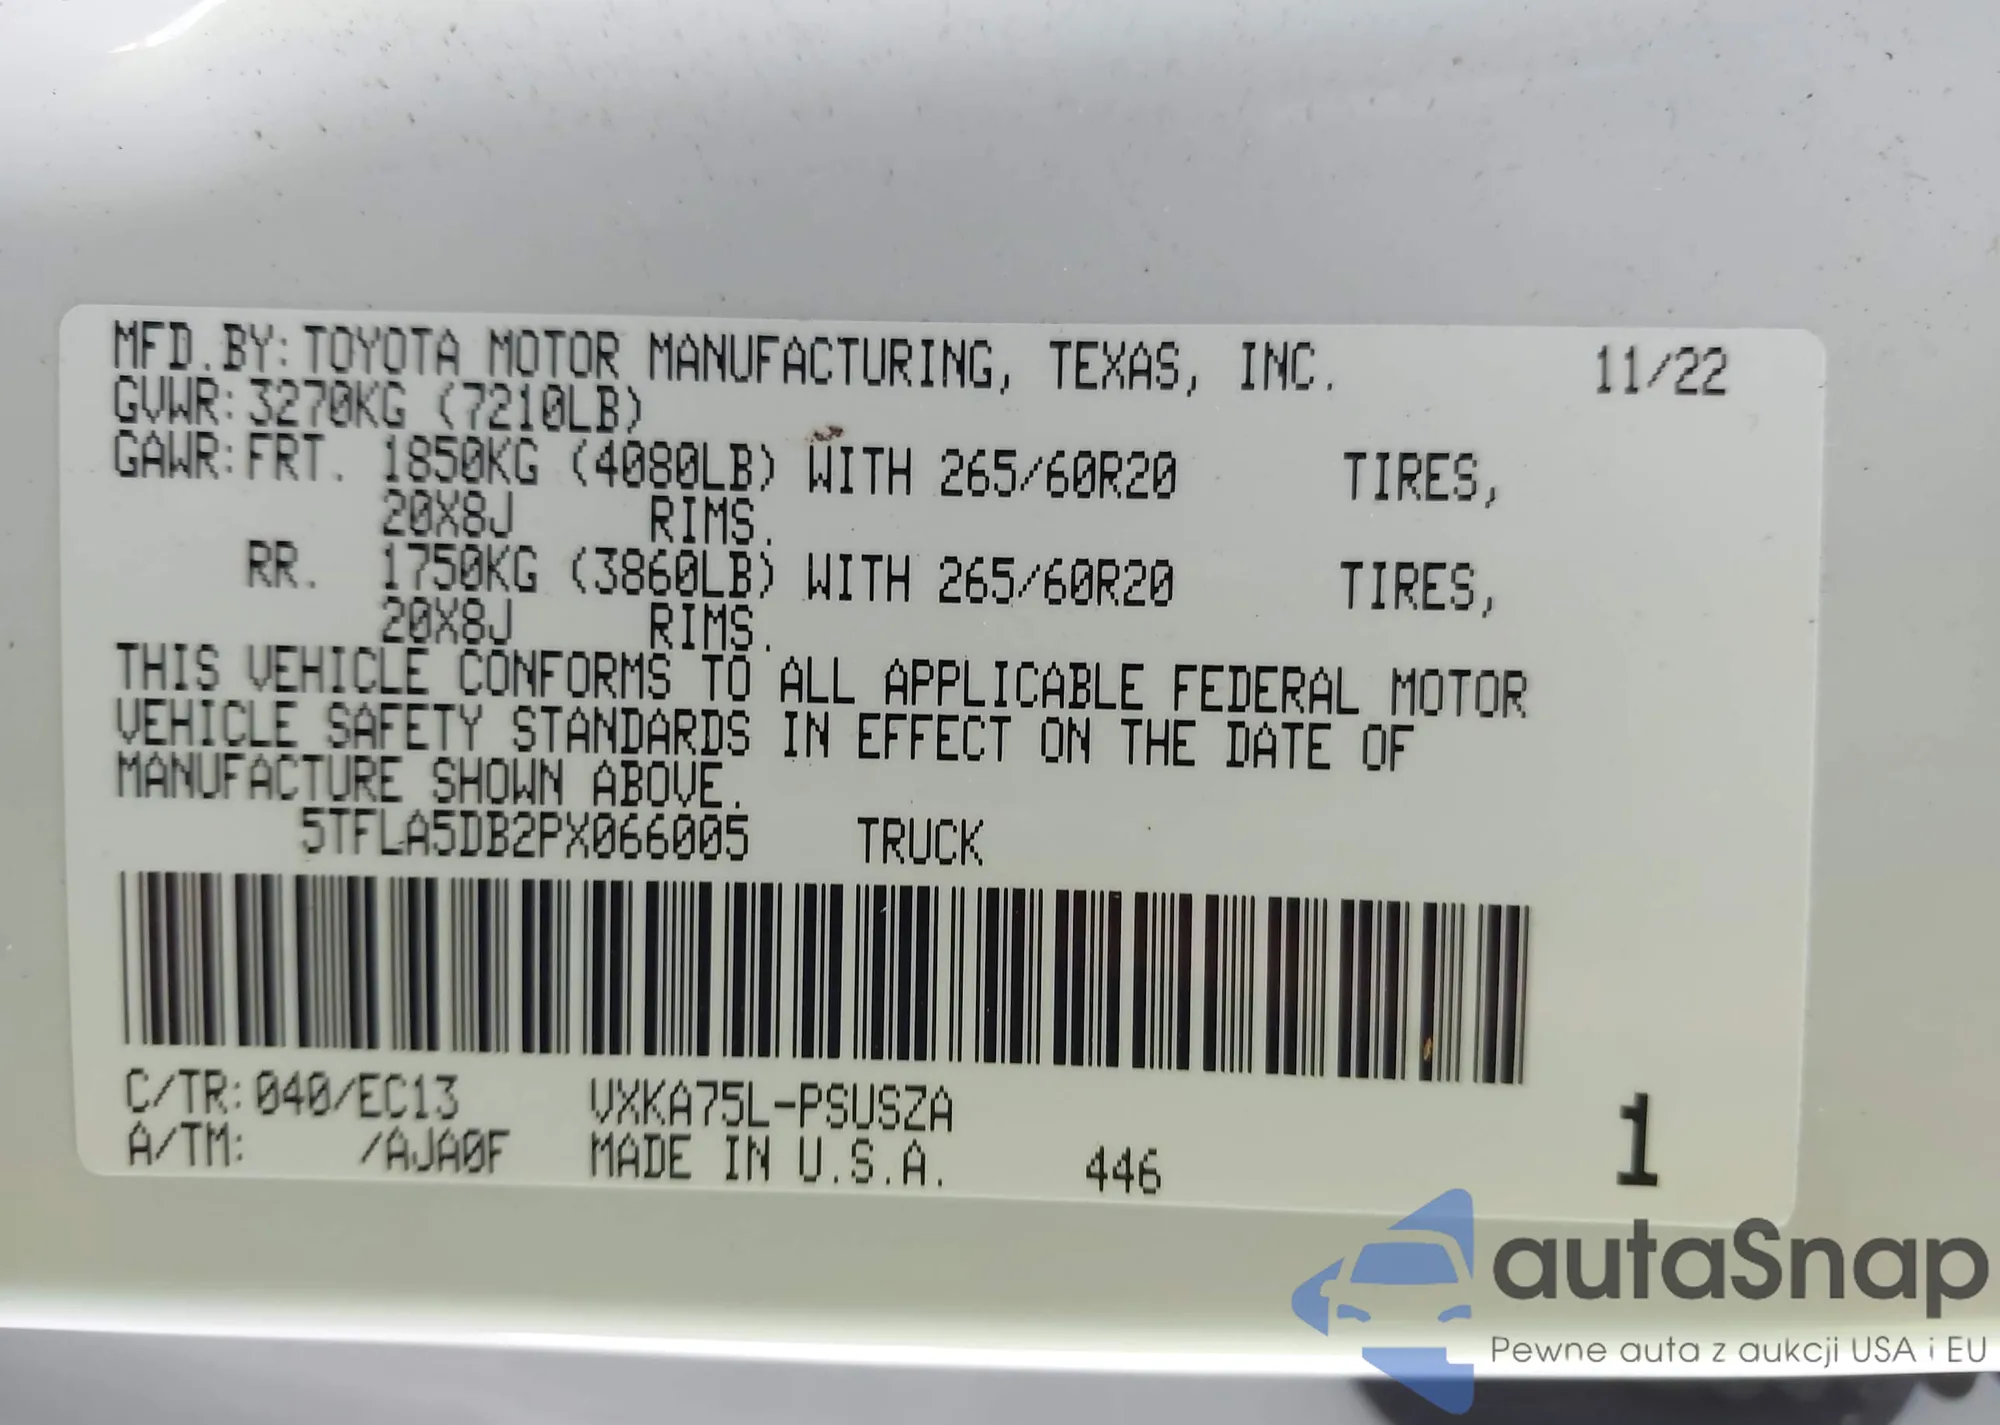 MFD.BY:TOYOTA MOTOR MANUFACTURING, TEXAS, INC. 11/22
GVWR:3270KG (7210LB)
GAWR:FRT. 1850KG (4080LB) WITH 265/60R20 TIRES,
20X8J RIMS.
RR. 1750KG (3860LB) WITH 265/60R20 TIRES,
20X8J RIMS.
THIS VEHICLE CONFORMS TO ALL APPLICABLE FEDERAL MOTOR
VEHICLE SAFETY STANDARDS IN EFFECT ON THE DATE OF
MANUFACTURE SHOWN ABOVE.
5TFLA5DB2PX066005 TRUCK
C/TR:040/EC13 VXKA75L-PSUSZA
A/TM: /AJA0F MADE IN U.S.A. 446 1
autaSnap
Pewne auta z aukcji USA i EU